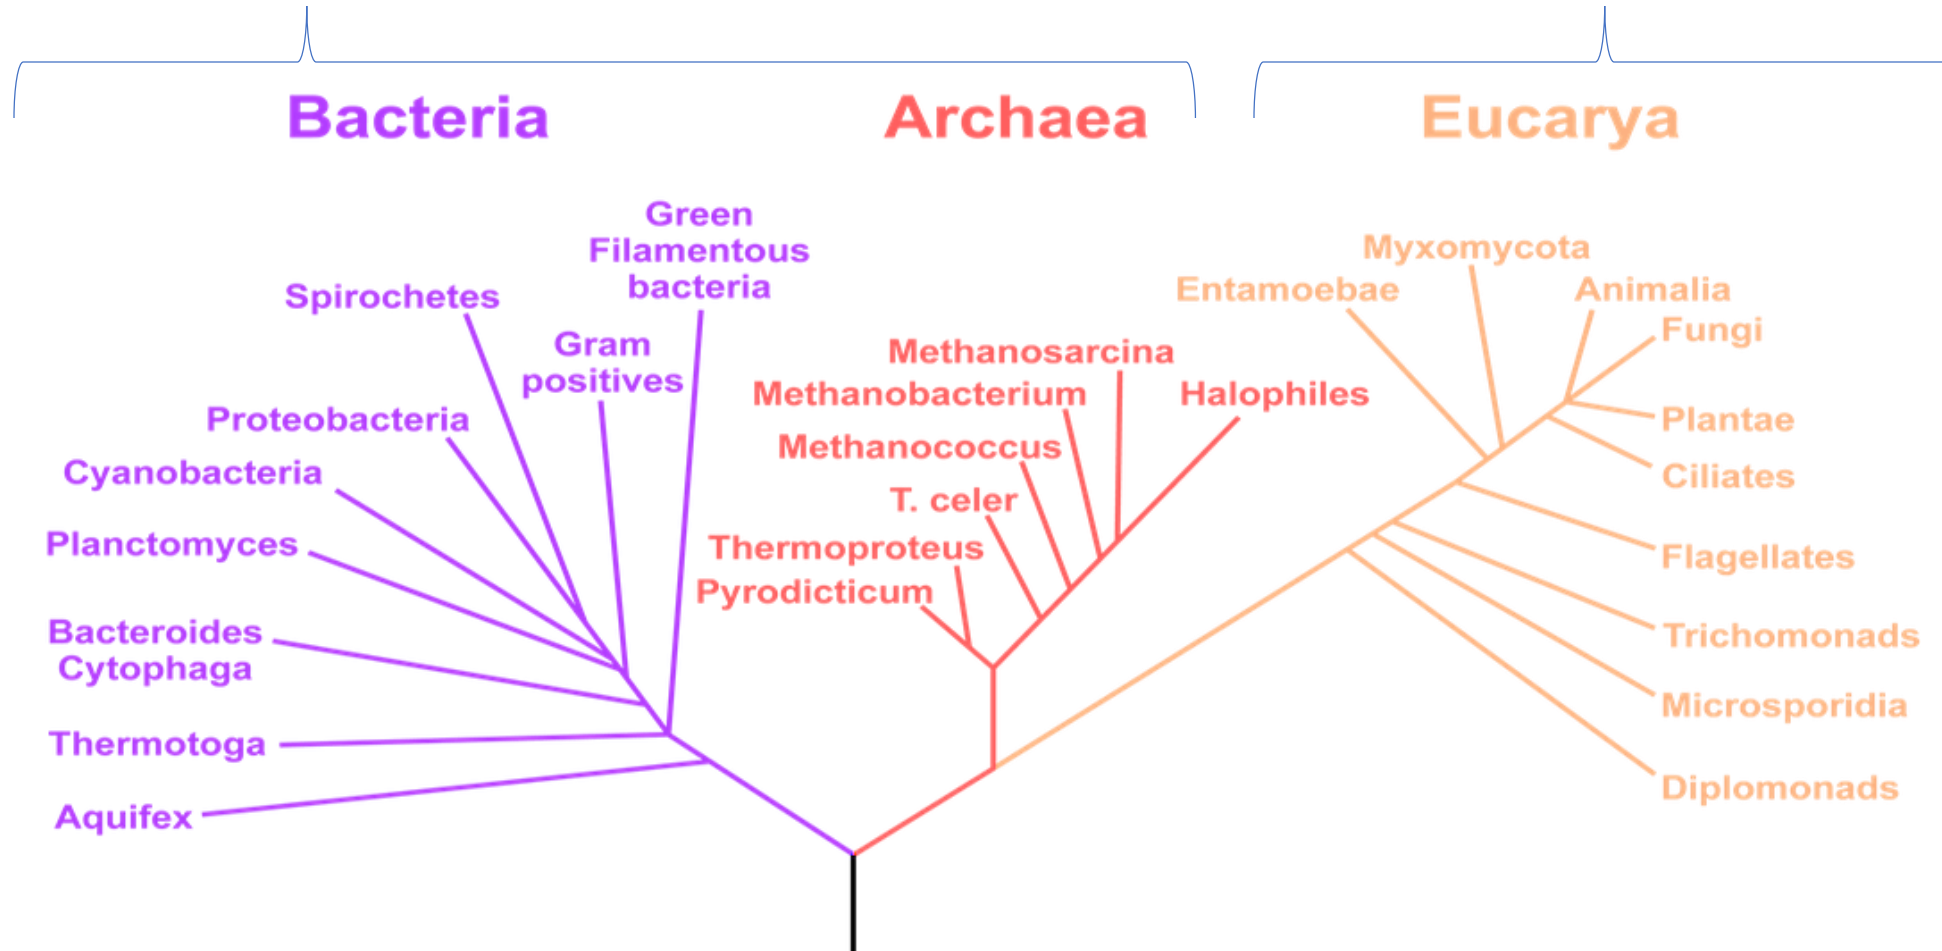 Bacteria
Archaea
Eucarya
Green
Filamentous
bacteria
Spirochetes
Gram
positives
Proteobacteria
Cyanobacteria
Planctomyces
Bacteroides
Cytophaga
Thermotoga
Aquifex
Methanosarcina
Methanobacterium
Halophiles
Methanococcus
T. celer
Thermoproteus
Pyrodicticum
Myxomycota
Entamoebae
Animalia
Fungi
Plantae
Ciliates
Flagellates
Trichomonads
Microsporidia
Diplomonads